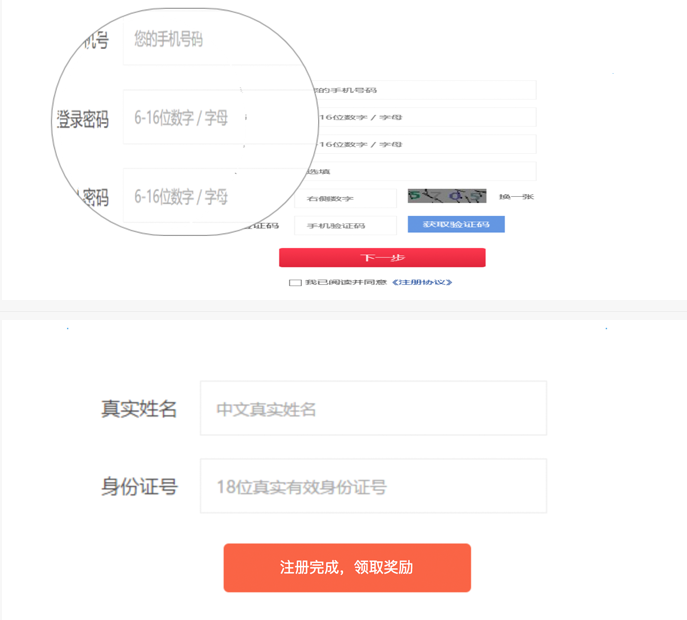 机号 您的手机号码
的手机号码
登录密码 6-16位数字 / 字母
16位数字 / 字母
16位数字 / 字母
选填
密码 6-16位数字 / 字母
右侧数字 换一张
验证码 手机验证码 获取验证码
下一步
我已阅读并同意 《注册协议》
真实姓名 中文真实姓名
身份证号 18位真实有效身份证号
注册完成，领取奖励